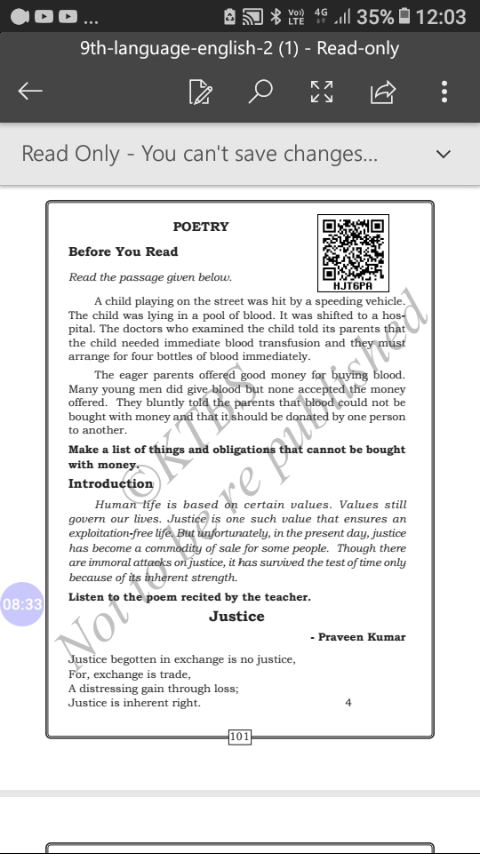 Vo))
LTE
4G
35%
12:03
9th-language-english-2 (1) - Read-only
Read Only - You can't save changes...
POETRY
Before You Read
HJT6PA
Read the passage given below.
A child playing on the street was hit by a speeding vehicle.
The child was lying in a pool of blood. It was shifted to a hos-
pital. The doctors who examined the child told its parents that
the child needed immediate blood transfusion and they must
arrange for four bottles of blood immediately.
The eager parents offered good money for buying blood.
Many young men did give blood but none accepted the money
offered. They bluntly told the parents that blood could not be
bought with money and that it should be donated by one person
to another.
Make a list of things and obligations that cannot be bought
with money.
Introduction
Human life is based on certain values. Values still
govern our lives. Justice is one such value that ensures an
exploitation-free life. But unfortunately, in the present day, justice
has become a commodity of sale for some people. Though there
are immoral attacks on justice, it has survived the test of time only
because of its inherent strength.
Listen to the poem recited by the teacher.
08:33
Justice
- Praveen Kumar
Justice begotten in exchange is no justice,
For, exchange is trade,
A distressing gain through loss;
Justice is inherent right. 4
101
©KTBS
Not to be re published